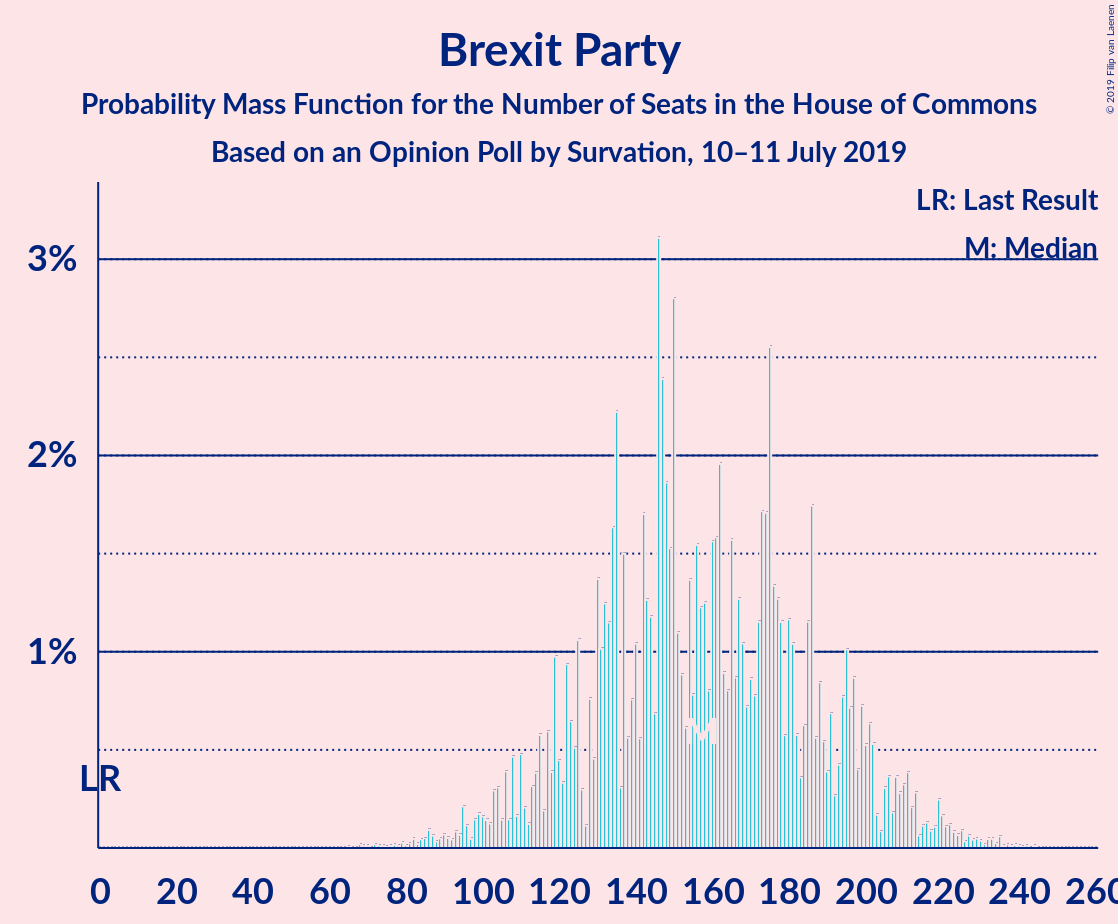 Brexit Party
Probability Mass Function for the Number of Seats in the House of Commons
Based on an Opinion Poll by Survation, 10–11 July 2019
© 2019 Filip van Laenen
LR: Last Result
M: Median
3%
2%
1%
LR
M
0 20 40 60 80 100 120 140 160 180 200 220 240 260